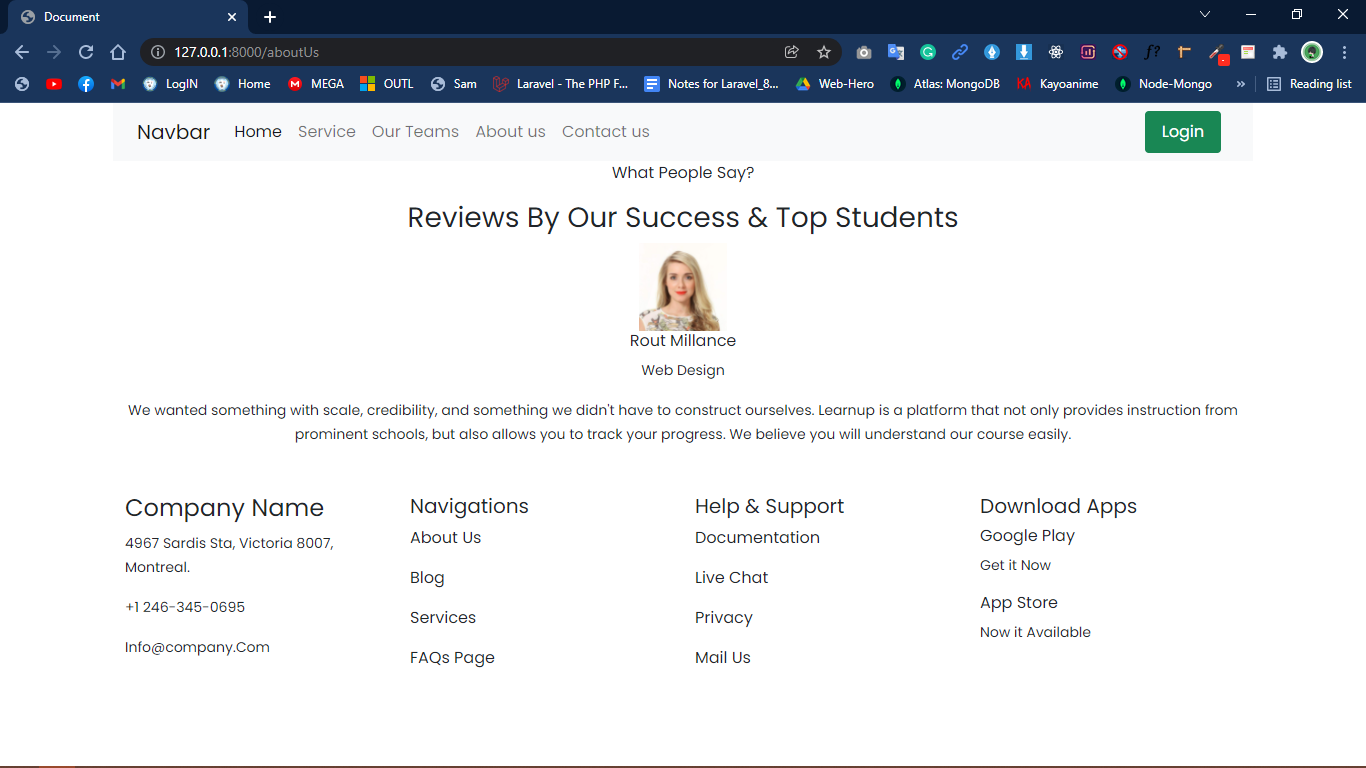 Document
127.0.0.1:8000/aboutUs
LogIN Home MEGA OUTL Sam Laravel - The PHP F... Notes for Laravel_8... Web-Hero Atlas: MongoDB KA Kayoanime Node-Mongo » Reading list
Navbar Home Service Our Teams About us Contact us Login
What People Say?
Reviews By Our Success & Top Students
Rout Millance
Web Design
We wanted something with scale, credibility, and something we didn't have to construct ourselves. Learnup is a platform that not only provides instruction from
prominent schools, but also allows you to track your progress. We believe you will understand our course easily.
Company Name
4967 Sardis Sta, Victoria 8007,
Montreal.
+1 246-345-0695
Info@company.Com
Navigations
About Us
Blog
Services
FAQs Page
Help & Support
Documentation
Live Chat
Privacy
Mail Us
Download Apps
Google Play
Get it Now
App Store
Now it Available